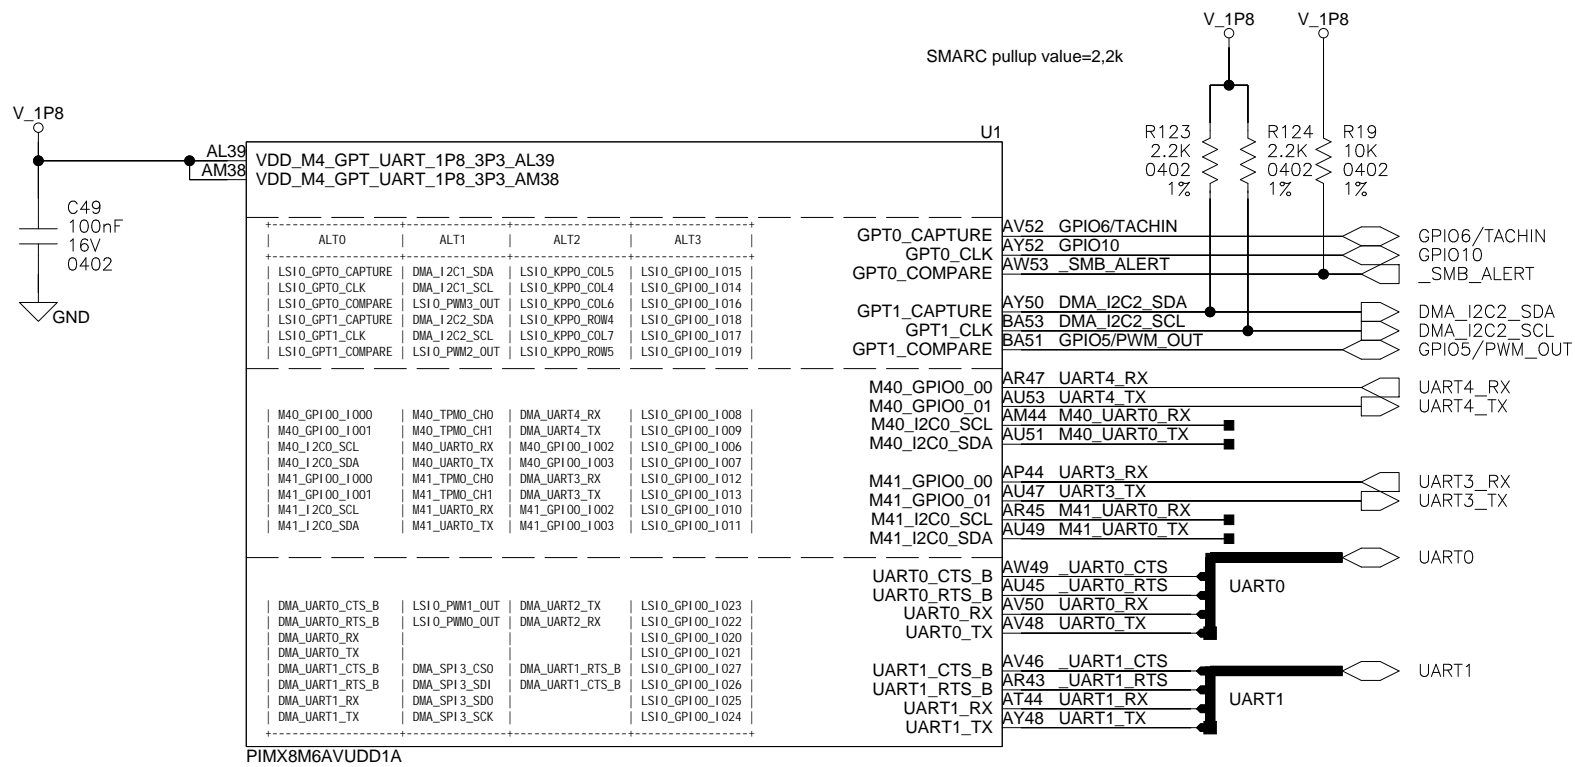 V_1P8 V_1P8
SMARC pullup value=2,2k
V_1P8
U1
R123 R124 R19
2.2K 2.2K 10K
0402 0402 0402
1% 1% 1%
AL39 VDD_M4_GPT_UART_1P8_3P3_AL39
AM38 VDD_M4_GPT_UART_1P8_3P3_AM38
C49
100nF
16V
0402
GND
| ALT0 | ALT1 | ALT2 | ALT3 |
| LSIO_GPT0_CAPTURE | DMA_I2C1_SDA | LSIO_KPP0_COL5 | LSIO_GPIO0_IO15 |
| LSIO_GPT0_CLK | DMA_I2C1_SCL | LSIO_KPP0_COL4 | LSIO_GPIO0_IO14 |
| LSIO_GPT0_COMPARE | LSIO_PWM3_OUT | LSIO_KPP0_COL6 | LSIO_GPIO0_IO16 |
| LSIO_GPT1_CAPTURE | DMA_I2C2_SDA | LSIO_KPP0_ROW4 | LSIO_GPIO0_IO18 |
| LSIO_GPT1_CLK | DMA_I2C2_SCL | LSIO_KPP0_COL7 | LSIO_GPIO0_IO17 |
| LSIO_GPT1_COMPARE | LSIO_PWM2_OUT | LSIO_KPP0_ROW5 | LSIO_GPIO0_IO19 |
GPT0_CAPTURE AV52 GPIO6/TACHIN GPIO6/TACHIN
GPT0_CLK AY52 GPIO10 GPIO10
GPT0_COMPARE AW53 _SMB_ALERT _SMB_ALERT
GPT1_CAPTURE AY50 DMA_I2C2_SDA DMA_I2C2_SDA
GPT1_CLK BA53 DMA_I2C2_SCL DMA_I2C2_SCL
GPT1_COMPARE BA51 GPIO5/PWM_OUT GPIO5/PWM_OUT
| M40_GPIO0_IO00 | M40_TPM0_CH0 | DMA_UART4_RX | LSIO_GPIO0_IO08 |
| M40_GPIO0_IO01 | M40_TPM0_CH1 | DMA_UART4_TX | LSIO_GPIO0_IO09 |
| M40_I2C0_SCL | M40_UART0_RX | M40_GPIO0_IO02 | LSIO_GPIO0_IO06 |
| M40_I2C0_SDA | M40_UART0_TX | M40_GPIO0_IO03 | LSIO_GPIO0_IO07 |
| M41_GPIO0_IO00 | M41_TPM0_CH0 | DMA_UART3_RX | LSIO_GPIO0_IO12 |
| M41_GPIO0_IO01 | M41_TPM0_CH1 | DMA_UART3_TX | LSIO_GPIO0_IO13 |
| M41_I2C0_SCL | M41_UART0_RX | M41_GPIO0_IO02 | LSIO_GPIO0_IO10 |
| M41_I2C0_SDA | M41_UART0_TX | M41_GPIO0_IO03 | LSIO_GPIO0_IO11 |
M40_GPIO0_00 AR47 UART4_RX UART4_RX
M40_GPIO0_01 AU53 UART4_TX UART4_TX
M40_I2C0_SCL AM44 M40_UART0_RX
M40_I2C0_SDA AU51 M40_UART0_TX
M41_GPIO0_00 AP44 UART3_RX UART3_RX
M41_GPIO0_01 AU47 UART3_TX UART3_TX
M41_I2C0_SCL AR45 M41_UART0_RX
M41_I2C0_SDA AU49 M41_UART0_TX
| DMA_UART0_CTS_B | LSIO_PWM1_OUT | DMA_UART2_TX | LSIO_GPIO0_IO23 |
| DMA_UART0_RTS_B | LSIO_PWM0_OUT | DMA_UART2_RX | LSIO_GPIO0_IO22 |
| DMA_UART0_RX | | | LSIO_GPIO0_IO20 |
| DMA_UART0_TX | | | LSIO_GPIO0_IO21 |
| DMA_UART1_CTS_B | DMA_SPI3_CS0 | DMA_UART1_RTS_B | LSIO_GPIO0_IO27 |
| DMA_UART1_RTS_B | DMA_SPI3_SDI | DMA_UART1_CTS_B | LSIO_GPIO0_IO26 |
| DMA_UART1_RX | DMA_SPI3_SDO | | LSIO_GPIO0_IO25 |
| DMA_UART1_TX | DMA_SPI3_SCK | | LSIO_GPIO0_IO24 |
UART0
UART0_CTS_B AW49 _UART0_CTS
UART0_RTS_B AU45 _UART0_RTS UART0
UART0_RX AV50 UART0_RX
UART0_TX AV48 UART0_TX
UART1_CTS_B AV46 _UART1_CTS UART1
UART1_RTS_B AR43 _UART1_RTS
UART1_RX AT44 UART1_RX UART1
UART1_TX AY48 UART1_TX
PIMX8M6AVUDD1A